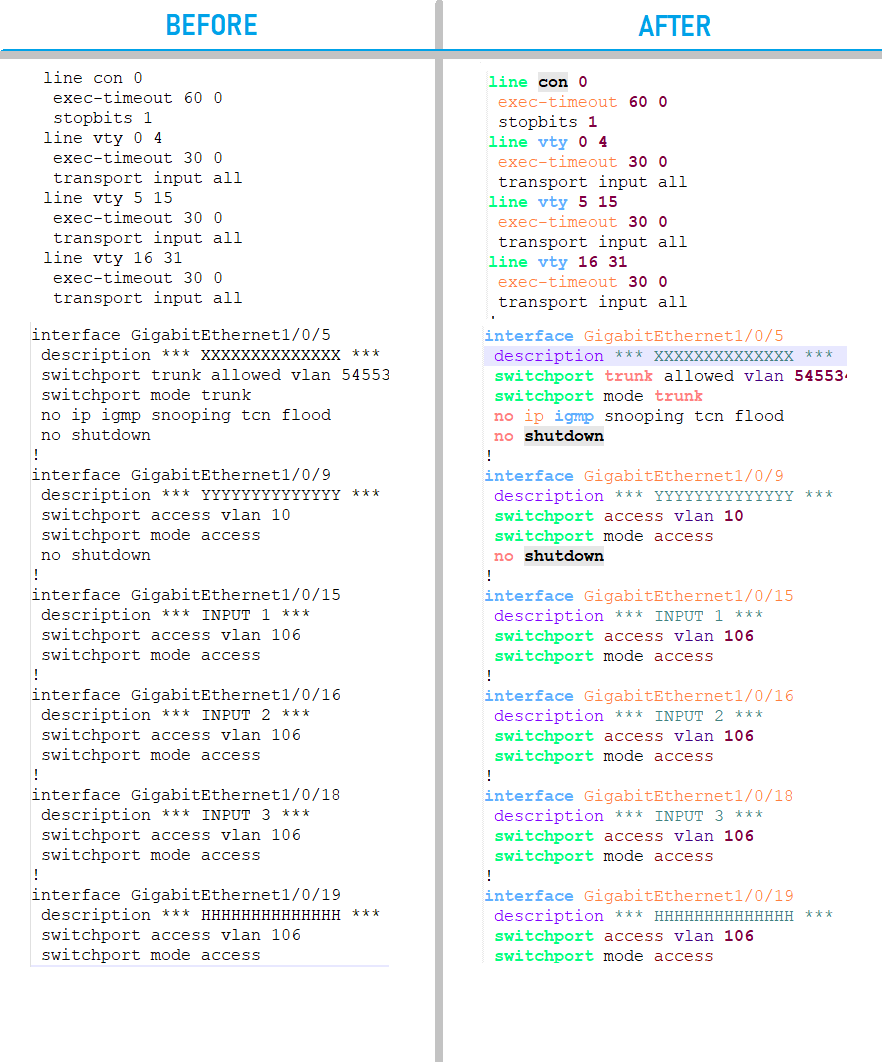 BEFORE
line con 0
exec-timeout 60 0
stopbits 1
line vty 0 4
exec-timeout 30 0
transport input all
line vty 5 15
exec-timeout 30 0
transport input all
line vty 16 31
exec-timeout 30 0
transport input all
interface GigabitEthernet1/0/5
description *** XXXXXXXXXXXXXX ***
switchport trunk allowed vlan 54553
switchport mode trunk
no ip igmp snooping tcn flood
no shutdown
!
interface GigabitEthernet1/0/9
description *** YYYYYYYYYYYYYY ***
switchport access vlan 10
switchport mode access
no shutdown
!
interface GigabitEthernet1/0/15
description *** INPUT 1 ***
switchport access vlan 106
switchport mode access
!
interface GigabitEthernet1/0/16
description *** INPUT 2 ***
switchport access vlan 106
switchport mode access
!
interface GigabitEthernet1/0/18
description *** INPUT 3 ***
switchport access vlan 106
switchport mode access
!
interface GigabitEthernet1/0/19
description *** HHHHHHHHHHHHHH ***
switchport access vlan 106
switchport mode access
AFTER
line con 0
exec-timeout 60 0
stopbits 1
line vty 0 4
exec-timeout 30 0
transport input all
line vty 5 15
exec-timeout 30 0
transport input all
line vty 16 31
exec-timeout 30 0
transport input all
interface GigabitEthernet1/0/5
description *** XXXXXXXXXXXXXX ***
switchport trunk allowed vlan 54553
switchport mode trunk
no ip igmp snooping tcn flood
no shutdown
!
interface GigabitEthernet1/0/9
description *** YYYYYYYYYYYYYY ***
switchport access vlan 10
switchport mode access
no shutdown
!
interface GigabitEthernet1/0/15
description *** INPUT 1 ***
switchport access vlan 106
switchport mode access
!
interface GigabitEthernet1/0/16
description *** INPUT 2 ***
switchport access vlan 106
switchport mode access
!
interface GigabitEthernet1/0/18
description *** INPUT 3 ***
switchport access vlan 106
switchport mode access
!
interface GigabitEthernet1/0/19
description *** HHHHHHHHHHHHHH ***
switchport access vlan 106
switchport mode access